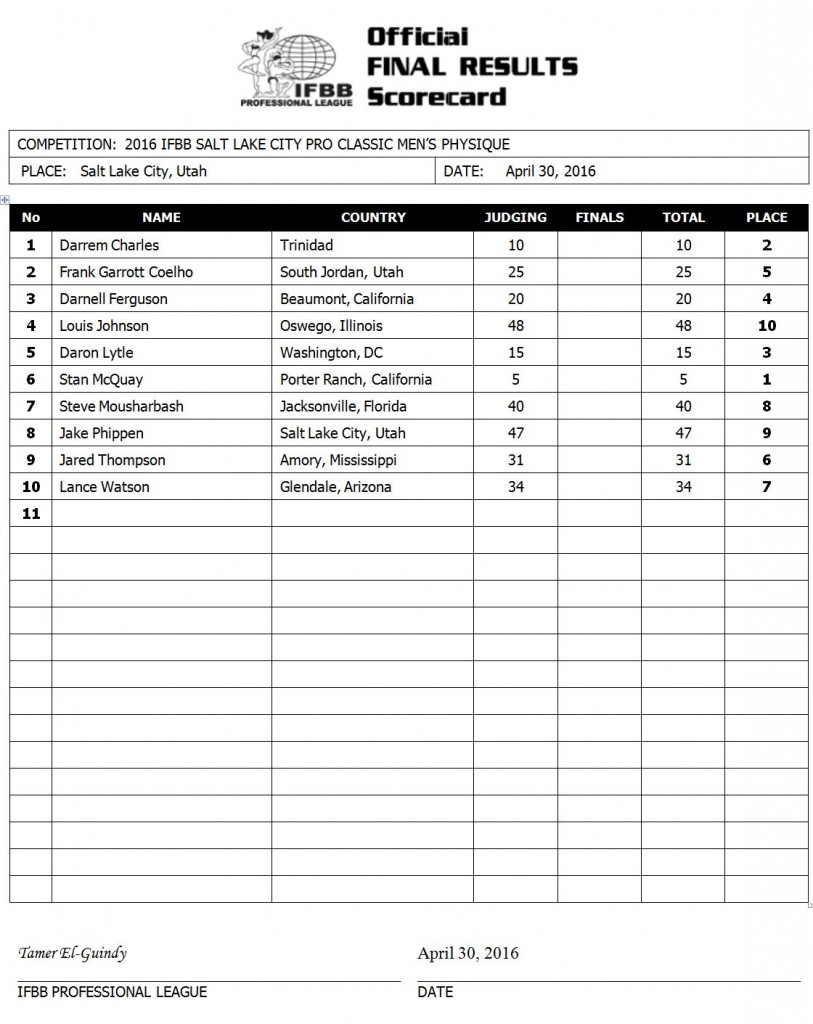 Official
FINAL RESULTS
Scorecard
IFBB
PROFESSIONAL LEAGUE
COMPETITION: 2016 IFBB SALT LAKE CITY PRO CLASSIC MEN'S PHYSIQUE
PLACE: Salt Lake City, Utah DATE: April 30, 2016
No NAME COUNTRY JUDGING FINALS TOTAL PLACE
1 Darrem Charles Trinidad 10 10 2
2 Frank Garrott Coelho South Jordan, Utah 25 25 5
3 Darnell Ferguson Beaumont, California 20 20 4
4 Louis Johnson Oswego, Illinois 48 48 10
5 Daron Lytle Washington, DC 15 15 3
6 Stan McQuay Porter Ranch, California 5 5 1
7 Steve Mousharbash Jacksonville, Florida 40 40 8
8 Jake Phippen Salt Lake City, Utah 47 47 9
9 Jared Thompson Amory, Mississippi 31 31 6
10 Lance Watson Glendale, Arizona 34 34 7
11
Tamer El-Guindy April 30, 2016
IFBB PROFESSIONAL LEAGUE DATE